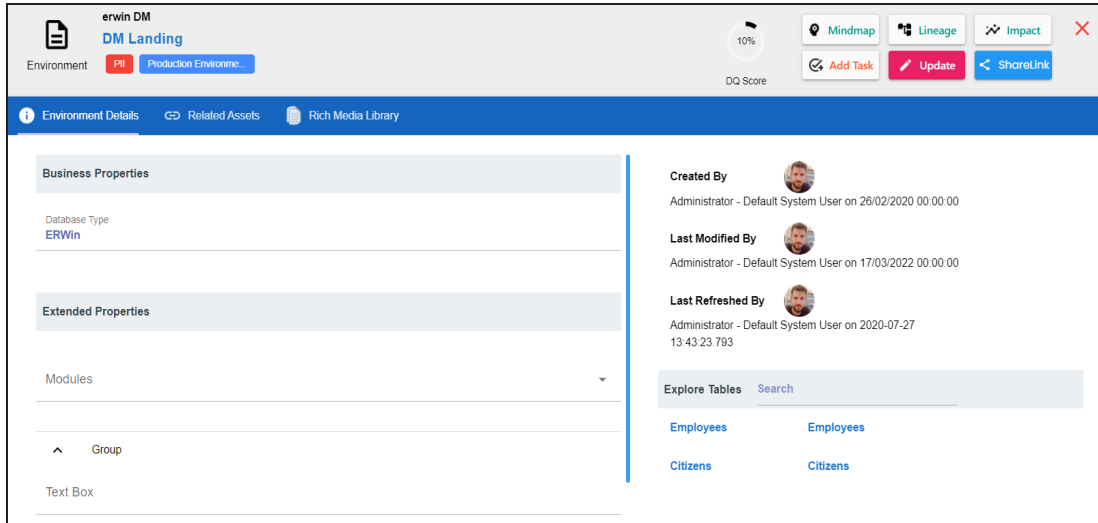 erwin DM
DM Landing
Environment
PII
Production Environme...
10%
DQ Score
Mindmap
Lineage
Impact
Add Task
Update
ShareLink
Environment Details
Related Assets
Rich Media Library
Business Properties
Database Type
ERWin
Extended Properties
Modules
Group
Text Box
Created By
Administrator - Default System User on 26/02/2020 00:00:00
Last Modified By
Administrator - Default System User on 17/03/2022 00:00:00
Last Refreshed By
Administrator - Default System User on 2020-07-27
13:43:23.793
Explore Tables Search
Employees Employees
Citizens Citizens